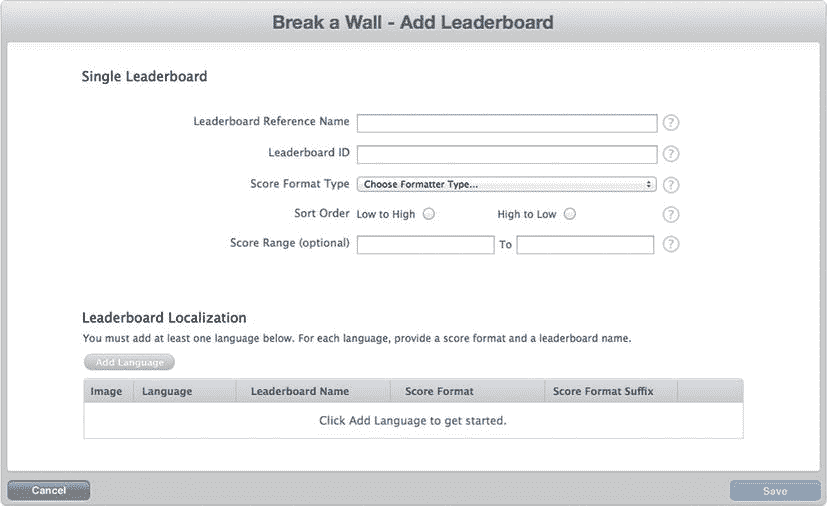 Break a Wall - Add Leaderboard
Single Leaderboard
Leaderboard Reference Name ?
Leaderboard ID ?
Score Format Type Choose Formatter Type... ?
Sort Order Low to High High to Low ?
Score Range (optional) To ?
Leaderboard Localization
You must add at least one language below. For each language, provide a score format and a leaderboard name.
Add Language
Image Language Leaderboard Name Score Format Score Format Suffix
Click Add Language to get started.
Cancel Save